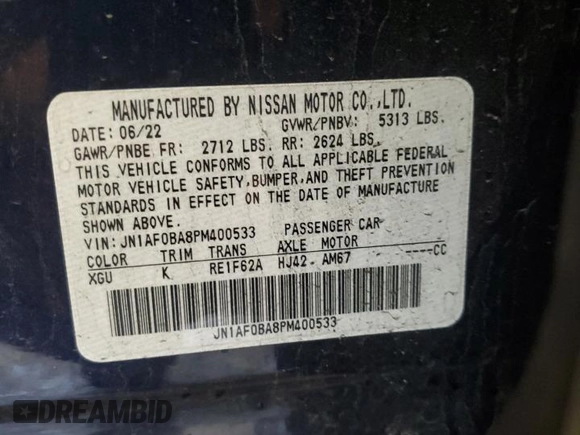 MANUFACTURED BY NISSAN MOTOR CO.,LTD.
DATE: 06/22 GVWR/PNBV: 5313 LBS.
GAWR/PNBE FR: 2712 LBS. RR: 2624 LBS.
THIS VEHICLE CONFORMS TO ALL APPLICABLE FEDERAL
MOTOR VEHICLE SAFETY,BUMPER,AND THEFT PREVENTION
STANDARDS IN EFFECT ON THE DATE OF MANUFACTURE
SHOWN ABOVE.
VIN: JN1AF0BA8PM400533 PASSENGER CAR
COLOR TRIM TRANS AXLE MOTOR
XGU K RE1F62A HJ42 AM67 ----CC
JN1AF0BA8PM400533
DREAMBID